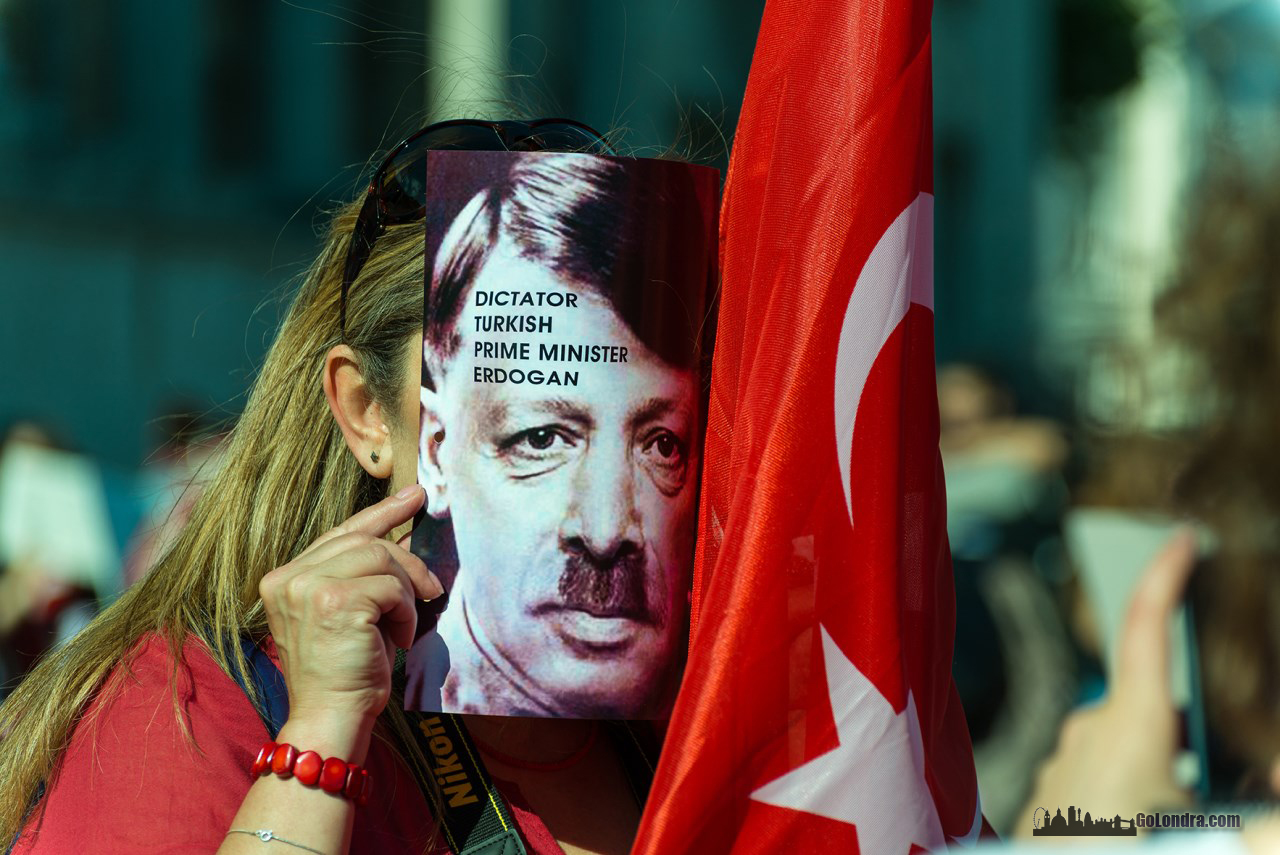 DICTATOR
TURKISH
PRIME MINISTER
ERDOGAN
Nikon
GoLondra.com